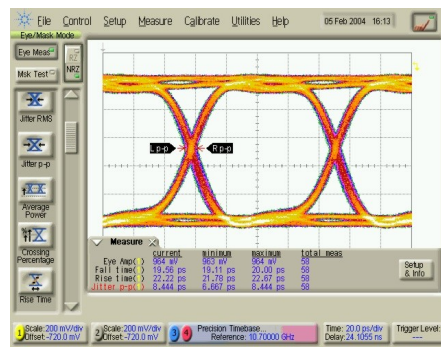 File Control Setup Measure Calibrate Utilities Help 05 Feb 2004 16:13
Eye/Mask Mode
Eye Meas
RZ
NRZ
Msk Test
Jitter RMS
Jitter p-p
Average Power
Crossing Percentage
Rise Time
L p-p
R p-p
Measure
current minimum maximum total meas
Eye Amp( ) 964 mV 963 mV 964 mV 58
Fall time( ) 19.56 ps 19.11 ps 20.00 ps 58
Rise time( ) 22.22 ps 21.78 ps 22.67 ps 58
Jitter p-p( ) 8.444 ps 6.667 ps 8.444 ps 58
Setup & Info
1 Scale: 200 mV/div Offset: -720.0 mV
2 Scale: 200 mV/div Offset: -720.0 mV
3 4
Precision Timebase...
Reference: 10.70000 GHz
Time: 20.0 ps/div
Delay: 24.1055 ns
Trigger Level:
---